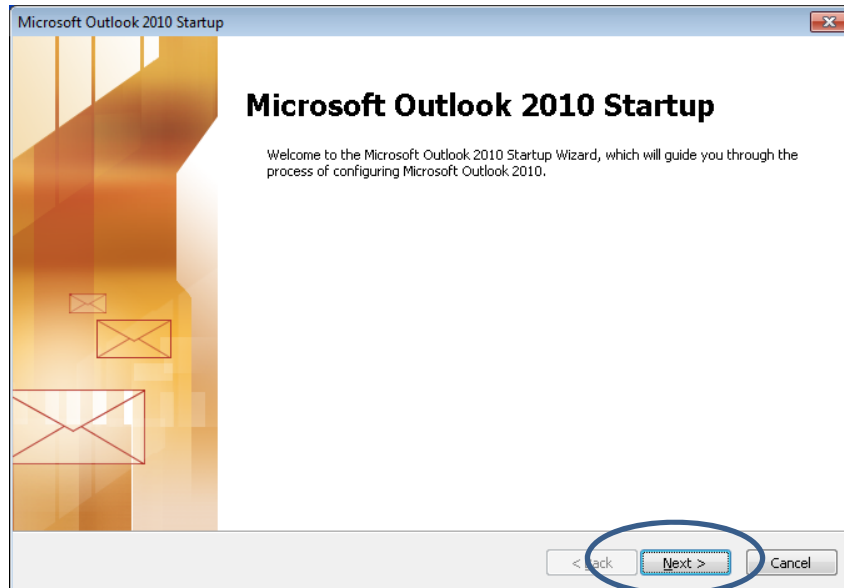 Microsoft Outlook 2010 Startup
Microsoft Outlook 2010 Startup
Welcome to the Microsoft Outlook 2010 Startup Wizard, which will guide you through the
process of configuring Microsoft Outlook 2010.
< Back Next > Cancel